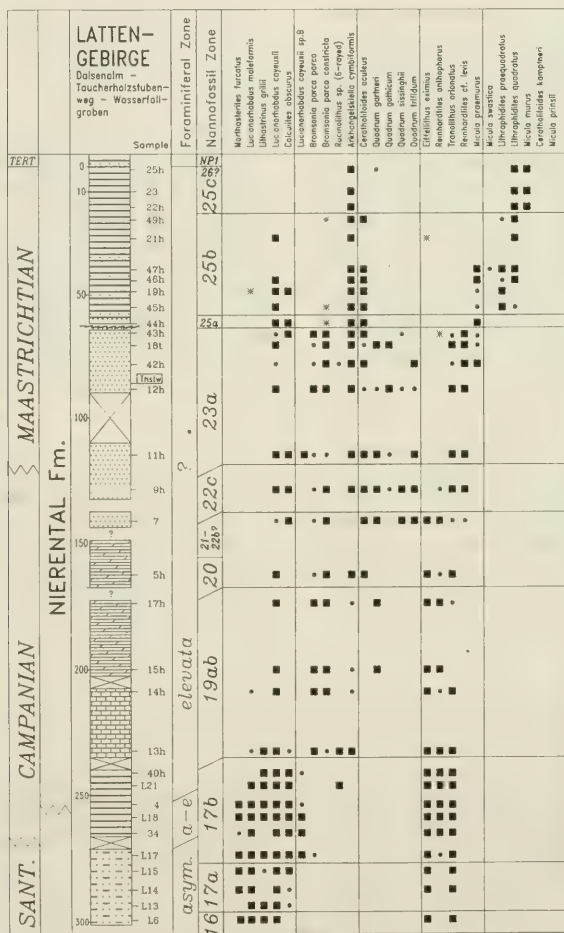 LATTEN-
GEBIRGE
Dalsenalm -
Taucherholzstuben-
weg - Wasserfall-
graben
Sample
Foraminiferal Zone
Nannofossil Zone
Marthasterites furcatus
Lucianorhabdus maleformis
Lithastrinus grillii
Lucianorhabdus cayeuxii
Calculites obscurus
Lucianorhabdus cayeuxii sp.B
Broinsonia parca parca
Broinsonia parca constricta
Rucinolithus sp. (6-rayed)
Arkhangelskiella cymbiformis
Ceratolithoides aculeus
Quadrum gartneri
Quadrum gothicum
Quadrum sissinghii
Quadrum trifidum
Eiffellithus eximius
Reinhardtites anthophorus
Tranolithus orionatus
Reinhardtites cf. levis
Micula praemurus
Micula swastica
Lithraphidites praequadratus
Lithraphidites quadratus
Micula murus
Ceratolithoides kamptneri
Micula prinsii
TERT
MAASTRICHTIAN
CAMPANIAN
SANT.
NIERENTAL Fm.
0
10
50
100
150
200
250
300
25h
23
22h
49h
21h
47h
46h
19h
45h
44h
43h
18t
42h
Tnslw
12h
11h
9h
7
?
5h
?
17h
15h
14h
13h
40h
L21
4
L18
34
L17
L15
L14
L13
L6
?
elevata
a-e
asym.
NP1
26?
25c
25b
25a
23a
22c
21-
22b?
20
19ab
17b
17a
16